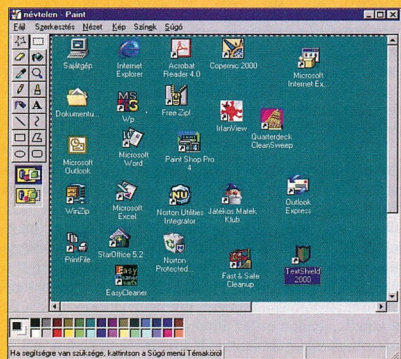 névtelen - Paint
Fájl Szerkesztés Nézet Kép Színek Súgó
Sajátgép
Internet Explorer
Acrobat Reader 4.0
Copernic 2000
Microsoft Internet Ex...
Dokumentu...
Wp
Free Zip!
IrfanView
Quarterdeck CleanSweep
Microsoft Outlook
Microsoft Word
Paint Shop Pro 4
WinZip
Microsoft Excel
Norton Utilities Integrator
Játékos Matek Klub
Outlook Express
PrintFile...
StarOffice 5.2
Norton Protected...
Fast & Safe Cleanup
TextShield 2000
Easy
EasyCleaner
Ha segítségre van szüksége, kattintson a Súgó menü Témakörei